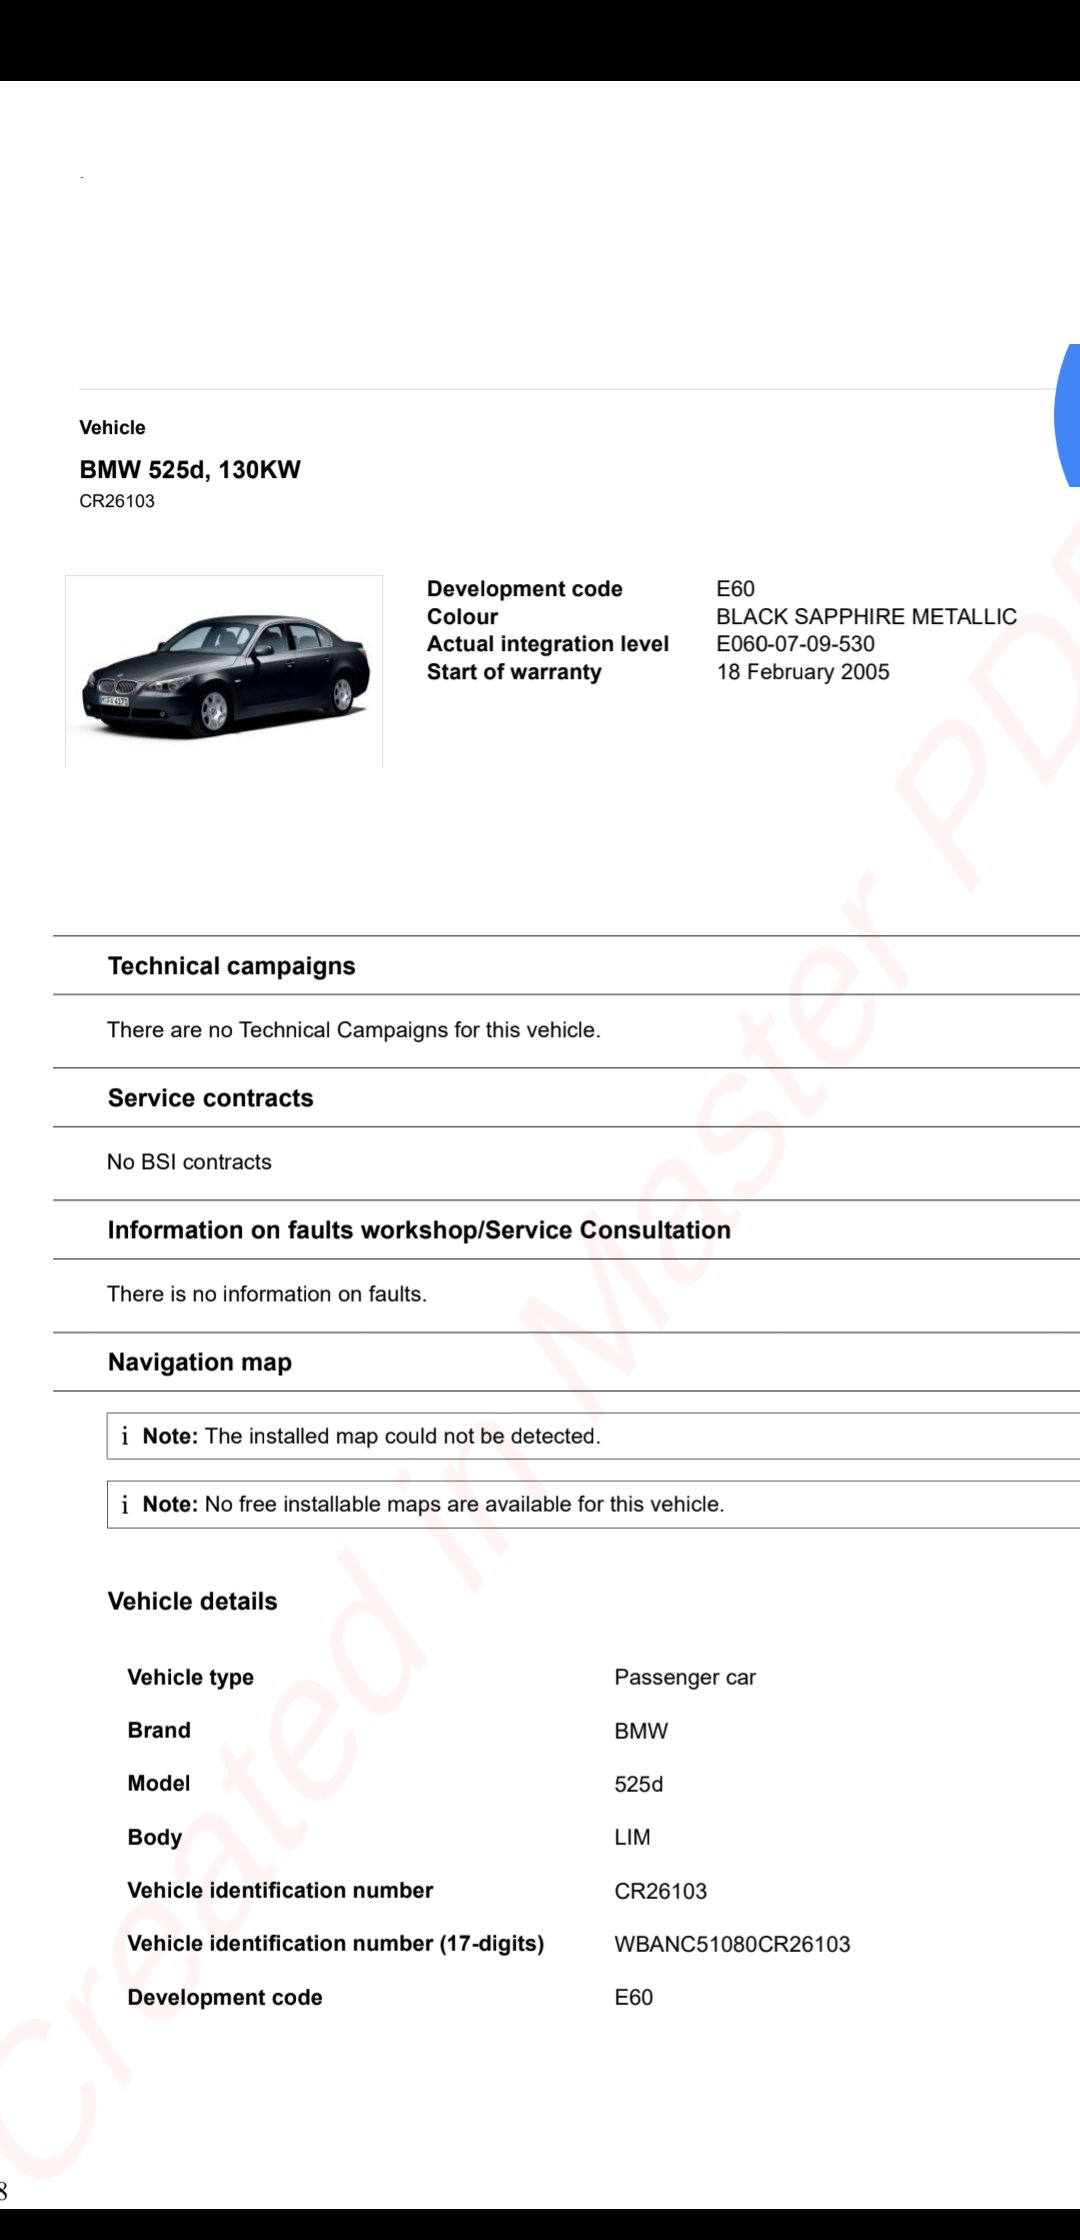 Vehicle
BMW 525d, 130KW
CR26103
Development code E60
Colour BLACK SAPPHIRE METALLIC
Actual integration level E060-07-09-530
Start of warranty 18 February 2005
Technical campaigns
There are no Technical Campaigns for this vehicle.
Service contracts
No BSI contracts
Information on faults workshop/Service Consultation
There is no information on faults.
Navigation map
i Note: The installed map could not be detected.
i Note: No free installable maps are available for this vehicle.
Vehicle details
Vehicle type Passenger car
Brand BMW
Model 525d
Body LIM
Vehicle identification number CR26103
Vehicle identification number (17-digits) WBANC51080CR26103
Development code E60
8
Created in Master PD